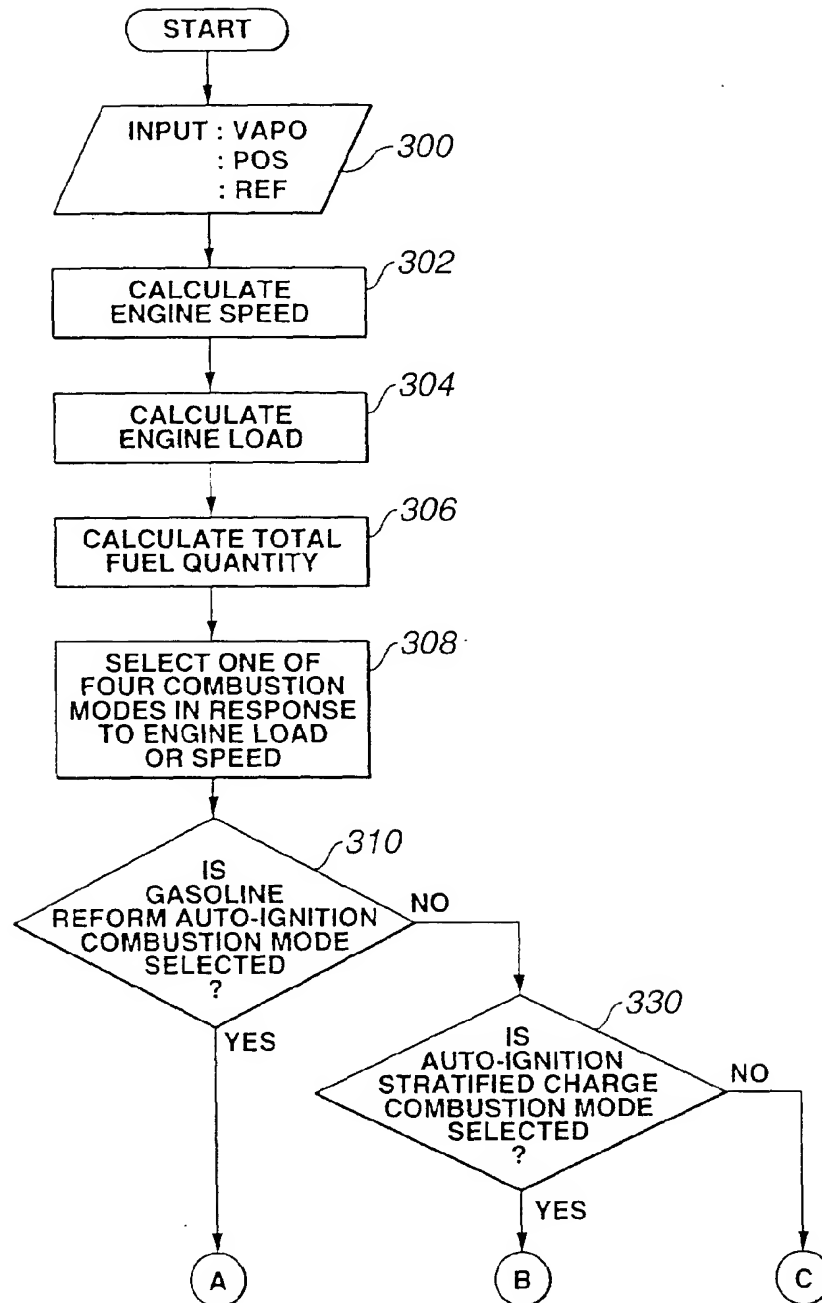 START
INPUT : VAPO
: POS
: REF
300
CALCULATE
ENGINE SPEED
302
CALCULATE
ENGINE LOAD
304
CALCULATE TOTAL
FUEL QUANTITY
306
SELECT ONE OF
FOUR COMBUSTION
MODES IN RESPONSE
TO ENGINE LOAD
OR SPEED
308
IS
GASOLINE
REFORM AUTO-IGNITION
COMBUSTION MODE
SELECTED
?
310
NO
YES
IS
AUTO-IGNITION
STRATIFIED CHARGE
COMBUSTION MODE
SELECTED
?
330
NO
YES
A
B
C